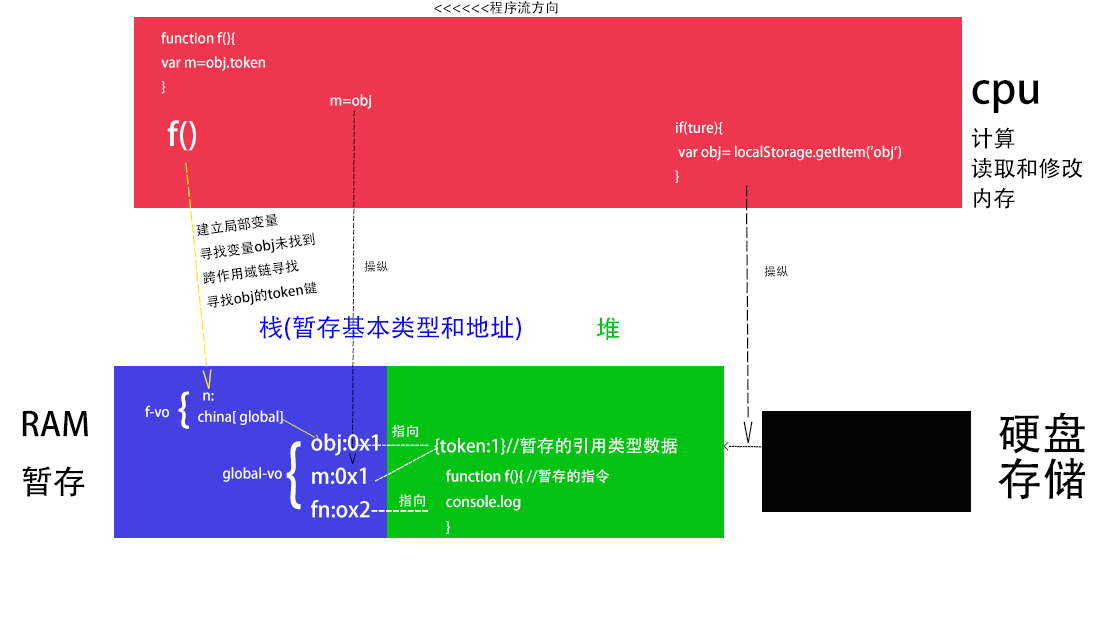 <<<<<<程序流方向
function f(){
var m=obj.token
}
f()
m=obj
if(ture){
var obj= localStorage.getItem('obj')
}
cpu
计算
读取和修改
内存
建立局部变量
寻找变量obj未找到
跨作用域链寻找
寻找obj的token键
操纵
操纵
栈(暂存基本类型和地址)
堆
RAM
暂存
f-vo {
n:
china[ global]
global-vo {
obj:0x1
m:0x1
fn:ox2
指向
指向
{token:1}//暂存的引用类型数据
function f(){ //暂存的指令
console.log
}
硬盘
存储